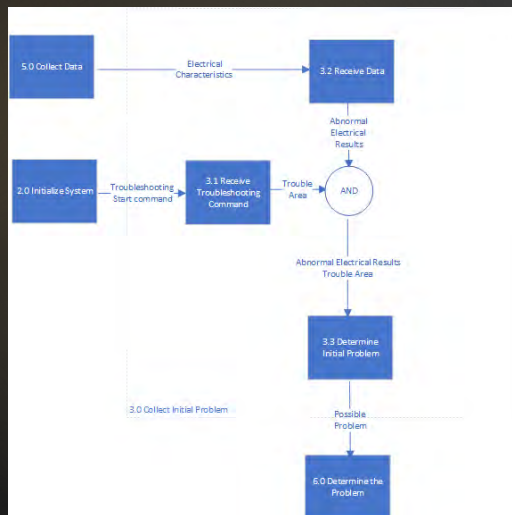 5.0 Collect Data
Electrical
Characteristics
3.2 Receive Data
Abnormal
Electrical
Results
2.0 Initialize System
Troubleshooting
Start command
3.1 Receive
Troubleshooting
Command
Trouble
Area
AND
Abnormal Electrical Results
Trouble Area
3.3 Determine
Initial Problem
3.0 Collect Initial Problem
Possible
Problem
6.0 Determine the
Problem